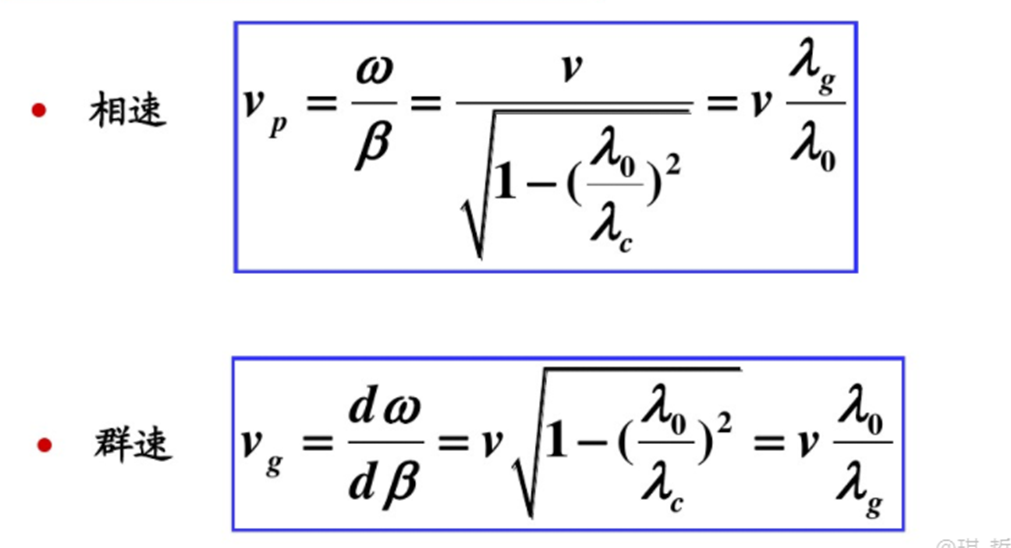 • 相速 v_p = ω/β = v/√(1-(λ_0/λ_c)^2) = v λ_g/λ_0
• 群速 v_g = dω/dβ = v√(1-(λ_0/λ_c)^2) = v λ_0/λ_g